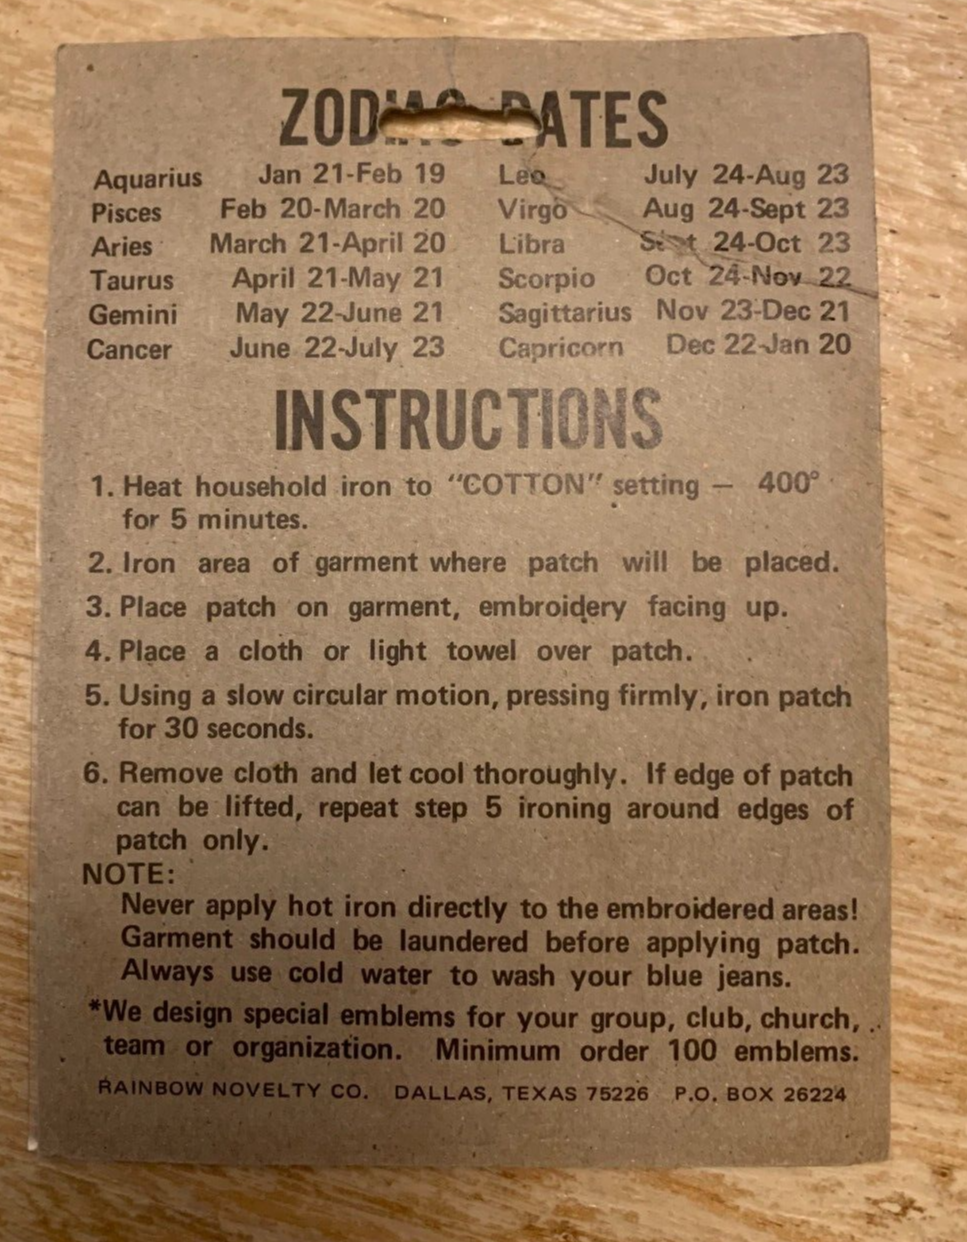 ZODIAC DATES
Aquarius Jan 21-Feb 19 Leo July 24-Aug 23
Pisces Feb 20-March 20 Virgo Aug 24-Sept 23
Aries March 21-April 20 Libra Sept 24-Oct 23
Taurus April 21-May 21 Scorpio Oct 24-Nov 22
Gemini May 22-June 21 Sagittarius Nov 23-Dec 21
Cancer June 22-July 23 Capricorn Dec 22-Jan 20
INSTRUCTIONS
1. Heat household iron to "COTTON" setting — 400°
for 5 minutes.
2. Iron area of garment where patch will be placed.
3. Place patch on garment, embroidery facing up.
4. Place a cloth or light towel over patch.
5. Using a slow circular motion, pressing firmly, iron patch
for 30 seconds.
6. Remove cloth and let cool thoroughly. If edge of patch
can be lifted, repeat step 5 ironing around edges of
patch only.
NOTE:
Never apply hot iron directly to the embroidered areas!
Garment should be laundered before applying patch.
Always use cold water to wash your blue jeans.
*We design special emblems for your group, club, church,
team or organization. Minimum order 100 emblems.
RAINBOW NOVELTY CO. DALLAS, TEXAS 75226 P.O. BOX 26224